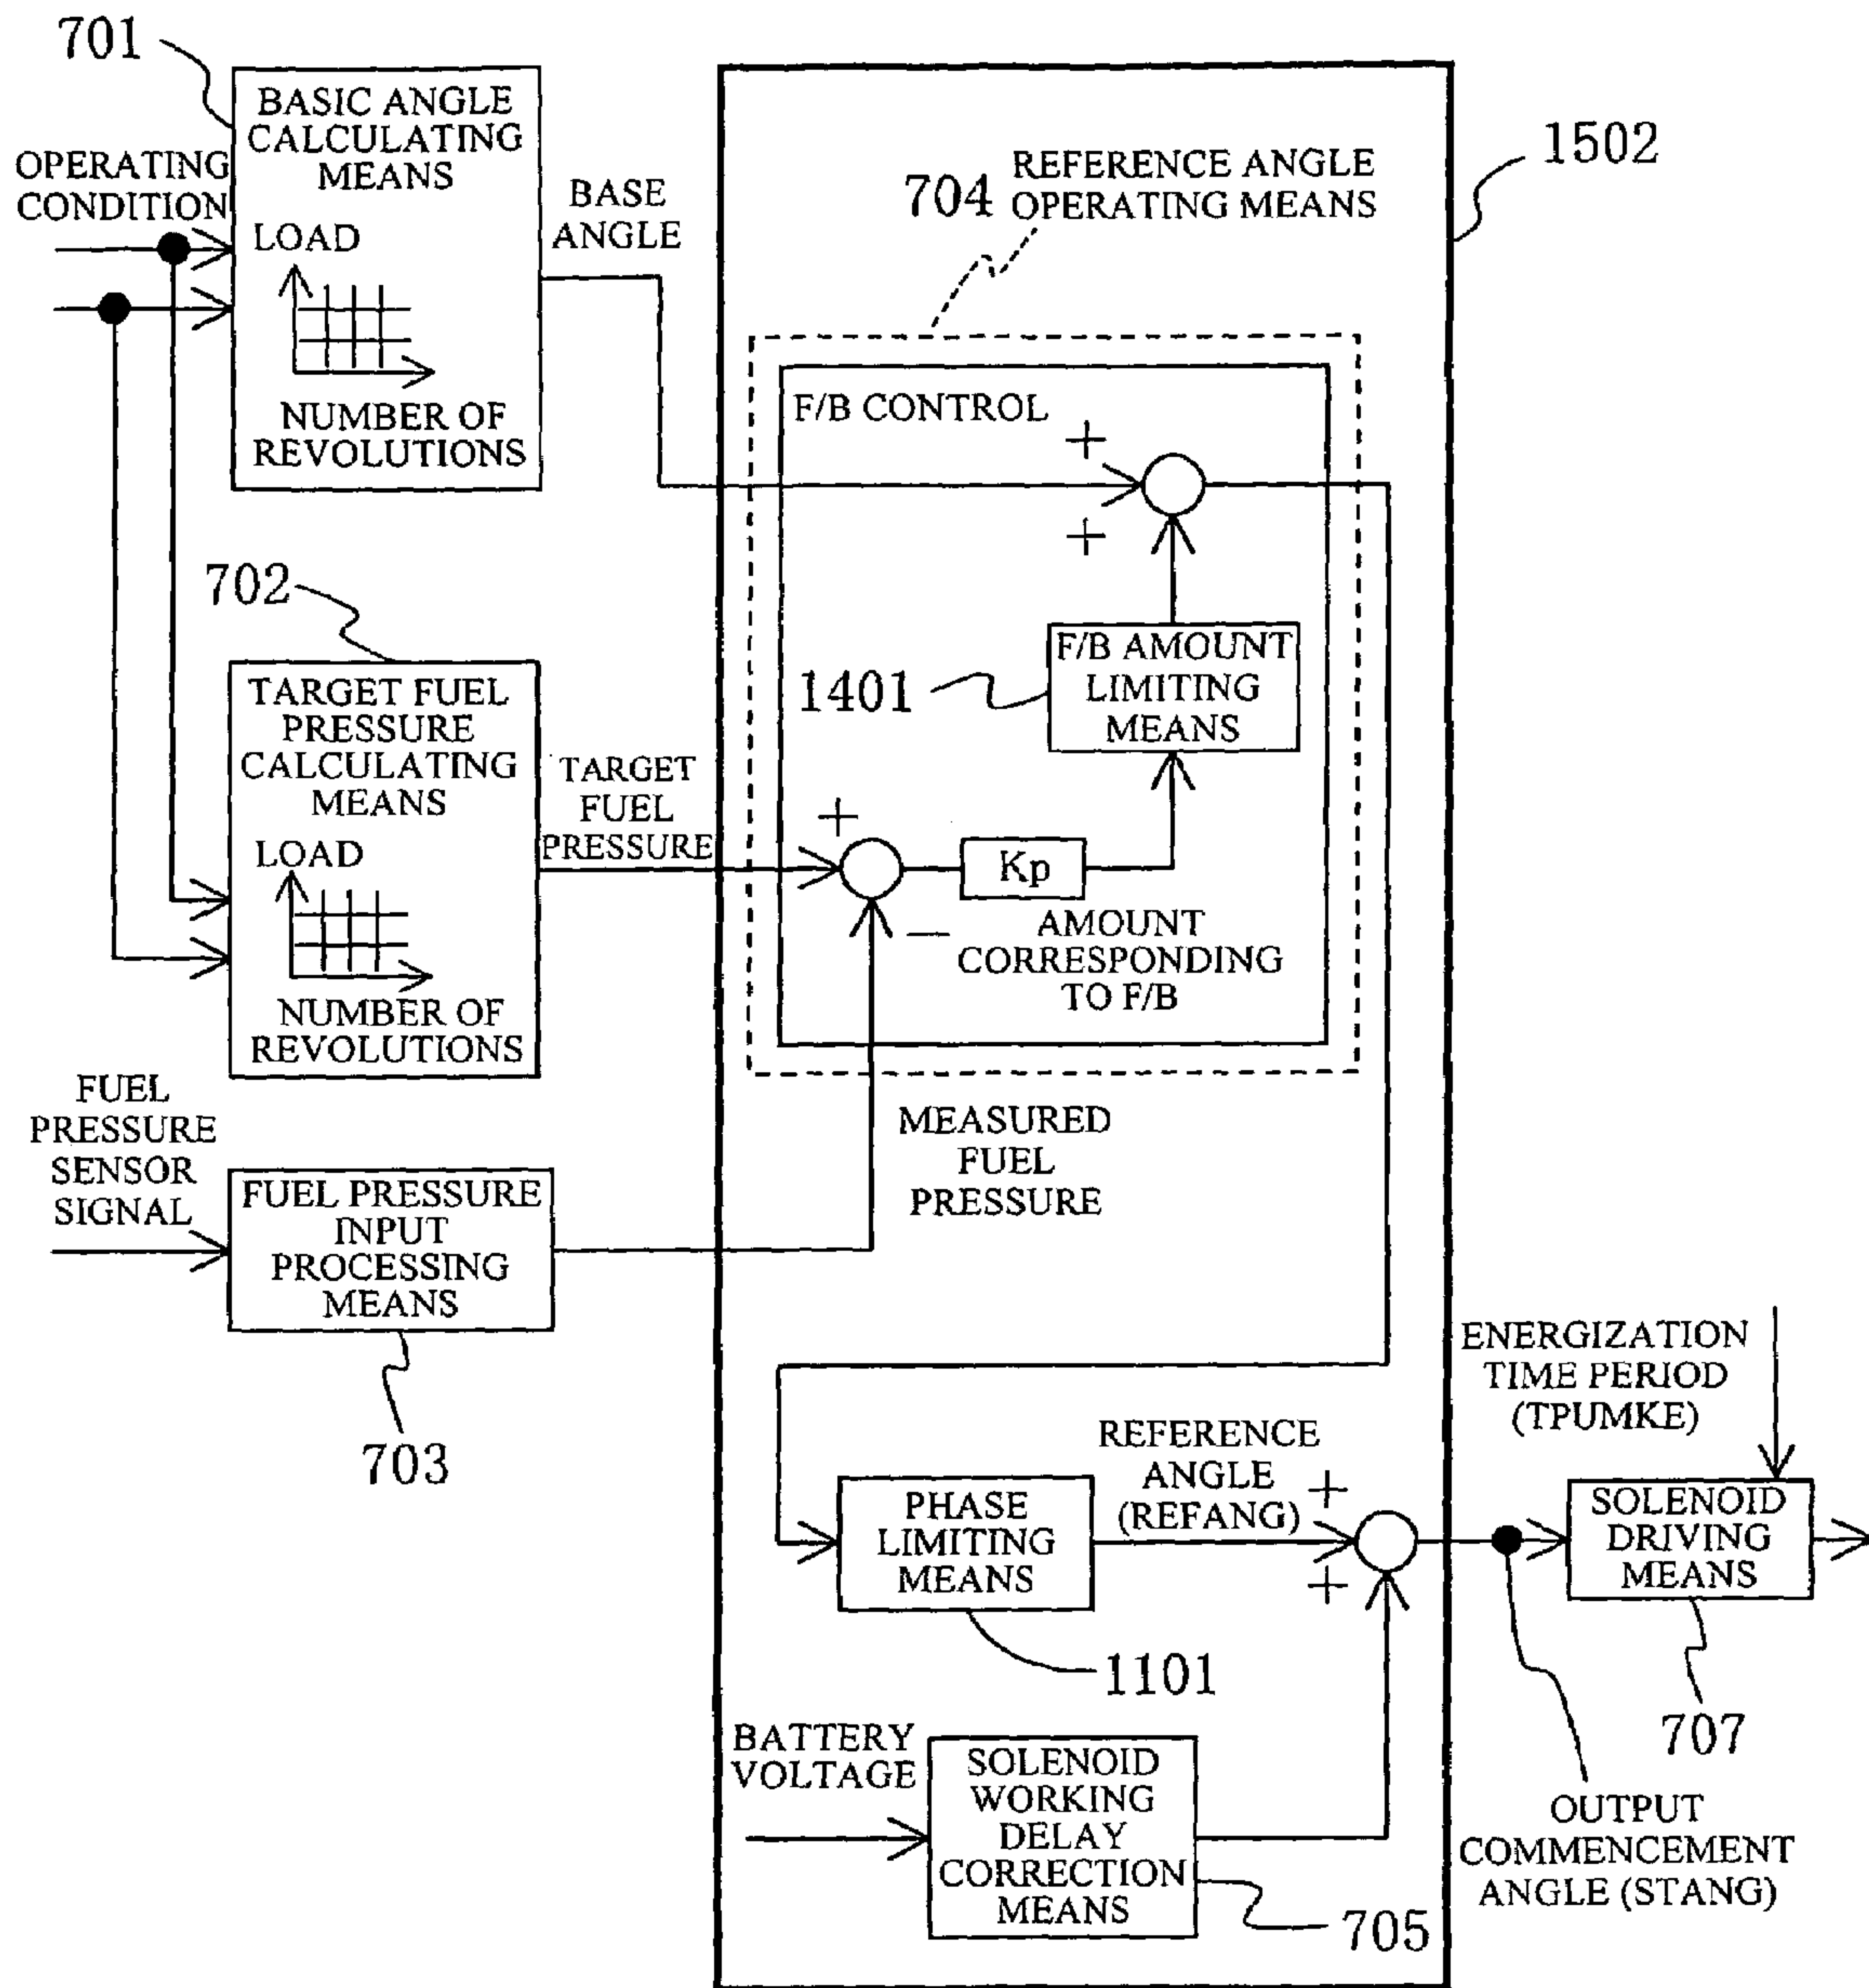 701
BASIC ANGLE
CALCULATING
MEANS
OPERATING
CONDITION
LOAD
NUMBER OF
REVOLUTIONS
BASE
ANGLE
704
REFERENCE ANGLE
OPERATING MEANS
1502
F/B CONTROL
+
+
702
TARGET FUEL
PRESSURE
CALCULATING
MEANS
LOAD
NUMBER OF
REVOLUTIONS
TARGET
FUEL
PRESSURE
1401
F/B AMOUNT
LIMITING
MEANS
+
−
Kp
AMOUNT
CORRESPONDING
TO F/B
FUEL
PRESSURE
SENSOR
SIGNAL
FUEL PRESSURE
INPUT
PROCESSING
MEANS
703
MEASURED
FUEL
PRESSURE
ENERGIZATION
TIME PERIOD
(TPUMKE)
PHASE
LIMITING
MEANS
1101
REFERENCE
ANGLE
(REFANG)
+
+
SOLENOID
DRIVING
MEANS
707
BATTERY
VOLTAGE
SOLENOID
WORKING
DELAY
CORRECTION
MEANS
705
OUTPUT
COMMENCEMENT
ANGLE (STANG)